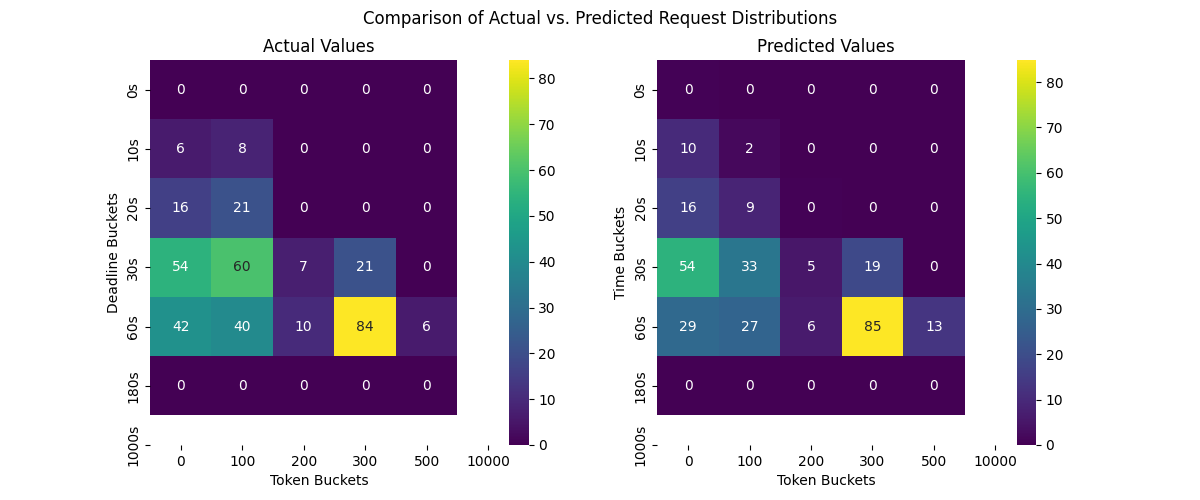 Comparison of Actual vs. Predicted Request Distributions
Actual Values
Deadline Buckets
0s 0 0 0 0 0
10s 6 8 0 0 0
20s 16 21 0 0 0
30s 54 60 7 21 0
60s 42 40 10 84 6
180s 0 0 0 0 0
1000s
0 100 200 300 500 10000
Token Buckets
80
70
60
50
40
30
20
10
0
Predicted Values
Time Buckets
0s 0 0 0 0 0
10s 10 2 0 0 0
20s 16 9 0 0 0
30s 54 33 5 19 0
60s 29 27 6 85 13
180s 0 0 0 0 0
1000s
0 100 200 300 500 10000
Token Buckets
80
70
60
50
40
30
20
10
0